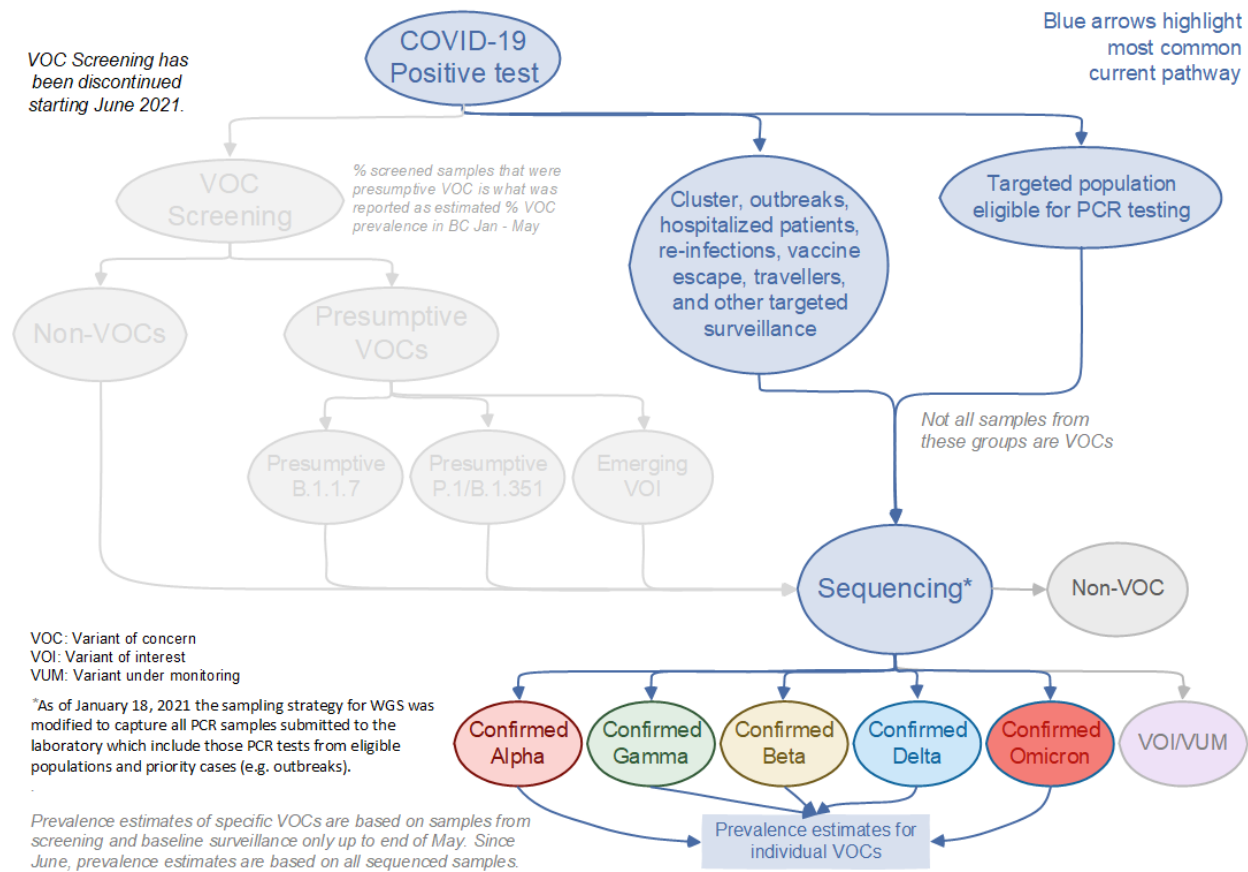 COVID-19
Positive test
Blue arrows highlight
most common
current pathway
VOC Screening has
been discontinued
starting June 2021.
VOC
Screening
% screened samples that were
presumptive VOC is what was
reported as estimated % VOC
prevalence in BC Jan - May
Cluster, outbreaks,
hospitalized patients,
re-infections, vaccine
escape, travellers,
and other targeted
surveillance
Targeted population
eligible for PCR testing
Non-VOCs
Presumptive
VOCs
Not all samples from
these groups are VOCs
Presumptive
B.1.1.7
Presumptive
P.1/B.1.351
Emerging
VOI
Sequencing*
Non-VOC
VOC: Variant of concern
VOI: Variant of interest
VUM: Variant under monitoring
*As of January 18, 2021 the sampling strategy for WGS was
modified to capture all PCR samples submitted to the
laboratory which include those PCR tests from eligible
populations and priority cases (e.g. outbreaks).
.
Confirmed
Alpha
Confirmed
Gamma
Confirmed
Beta
Confirmed
Delta
Confirmed
Omicron
VOI/VUM
Prevalence estimates of specific VOCs are based on samples from
screening and baseline surveillance only up to end of May. Since
June, prevalence estimates are based on all sequenced samples.
Prevalence estimates for
individual VOCs